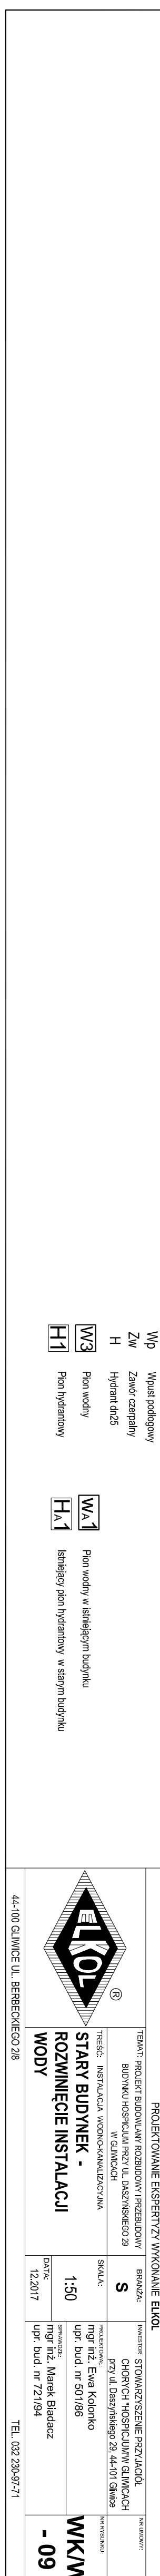 Wp Wpust podłogowy
Zw Zawór czerpalny
H Hydrant dn25
W3 Pion wodny
WA1 Pion wodny w istniejącym budynku
H1 Pion hydrantowy
HA1 Istniejący pion hydrantowy w starym budynku
PROJEKTOWANIE EKSPERTYZY WYKONANIE ELKOL
ELKOL ®
TEMAT: PROJEKT BUDOWLANY ROZBUDOWY I PRZEBUDOWY
BUDYNKU HOSPICJUM PRZY UL. DASZYŃSKIEGO 29
W GLIWICACH
BRANŻA:
S
INWESTOR: STOWARZYSZENIE PRZYJACIÓŁ
CHORYCH "HOSPICJUM" W GLIWICACH
przy ul. Daszyńskiego 29, 44-101 Gliwice
NR UMOWY:
TREŚĆ: INSTALACJA WODNO-KANALIZACYJNA
STARY BUDYNEK -
ROZWINIĘCIE INSTALACJI
WODY
SKALA:
1:50
DATA:
12.2017
PROJEKTOWAŁ:
mgr inż. Ewa Kolonko
upr. bud. nr 501/86
SPRAWDZIŁ:
mgr inż. Marek Biadacz
upr. bud. nr 721/94
NR RYSUNKU:
- 09
44-100 GLIWICE UL. BERBECKIEGO 2/8
TEL. 032 230-97-71